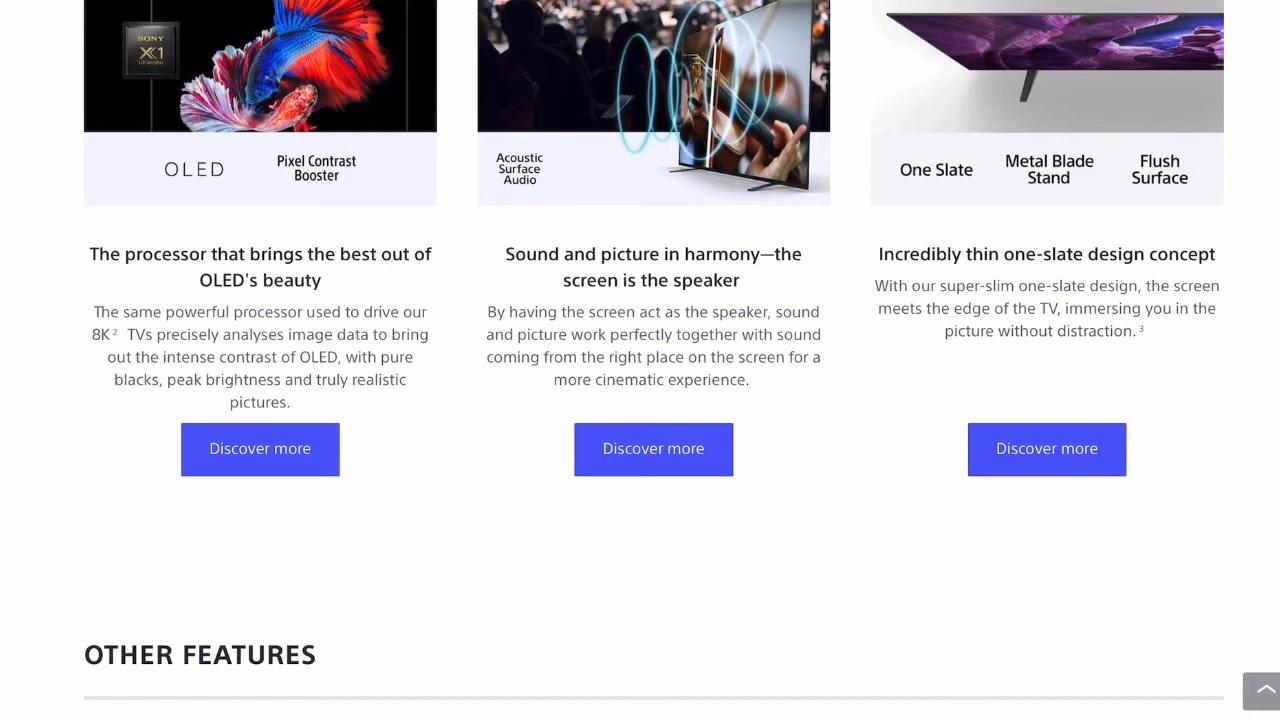 SONY
X1
Ultimate
OLED
Pixel Contrast
Booster
Acoustic
Surface
Audio
One Slate
Metal Blade
Stand
Flush
Surface
The processor that brings the best out of
OLED's beauty
The same powerful processor used to drive our
8K 2 TVs precisely analyses image data to bring
out the intense contrast of OLED, with pure
blacks, peak brightness and truly realistic
pictures.
Discover more
Sound and picture in harmony—the
screen is the speaker
By having the screen act as the speaker, sound
and picture work perfectly together with sound
coming from the right place on the screen for a
more cinematic experience.
Discover more
Incredibly thin one-slate design concept
With our super-slim one-slate design, the screen
meets the edge of the TV, immersing you in the
picture without distraction. 3
Discover more
OTHER FEATURES